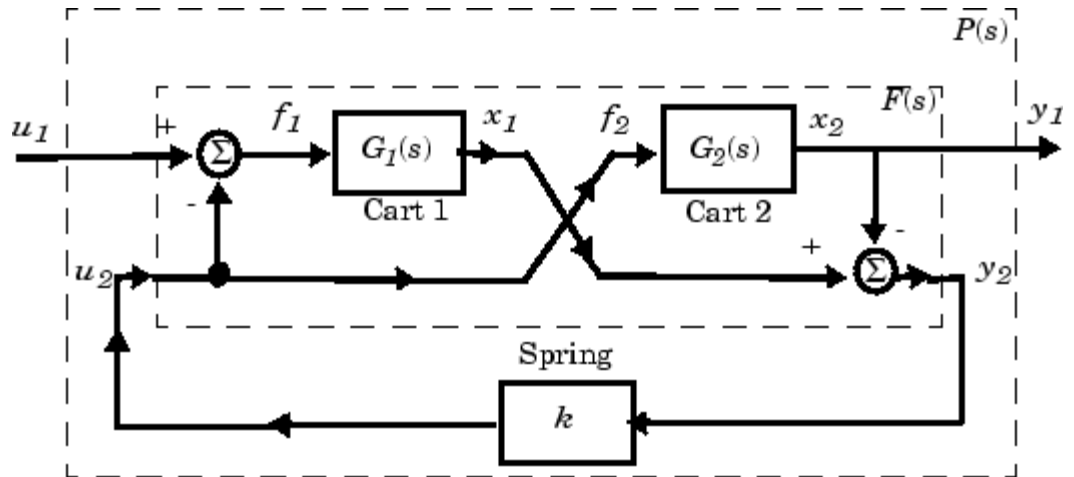 P(s)
F(s)
u1
+
Σ
-
f1
G1(s)
Cart 1
x1
f2
G2(s)
Cart 2
x2
y1
u2
+
-
Σ
y2
Spring
k